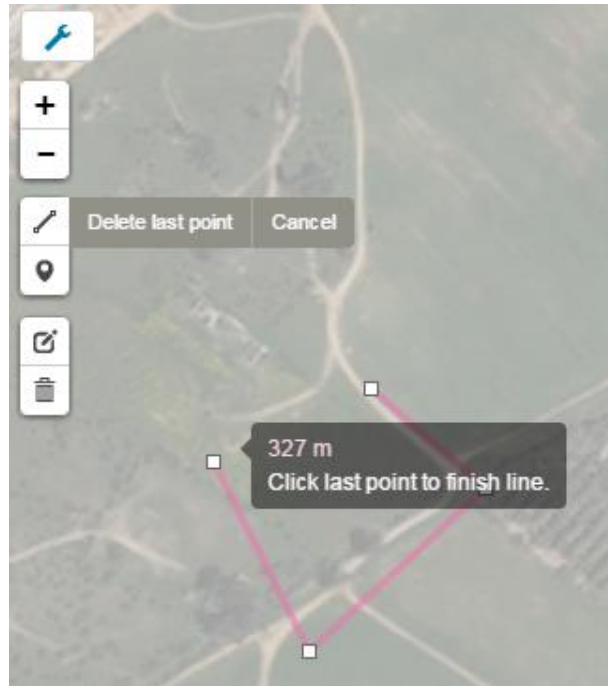 +
-
Delete last point Cancel
327 m
Click last point to finish line.